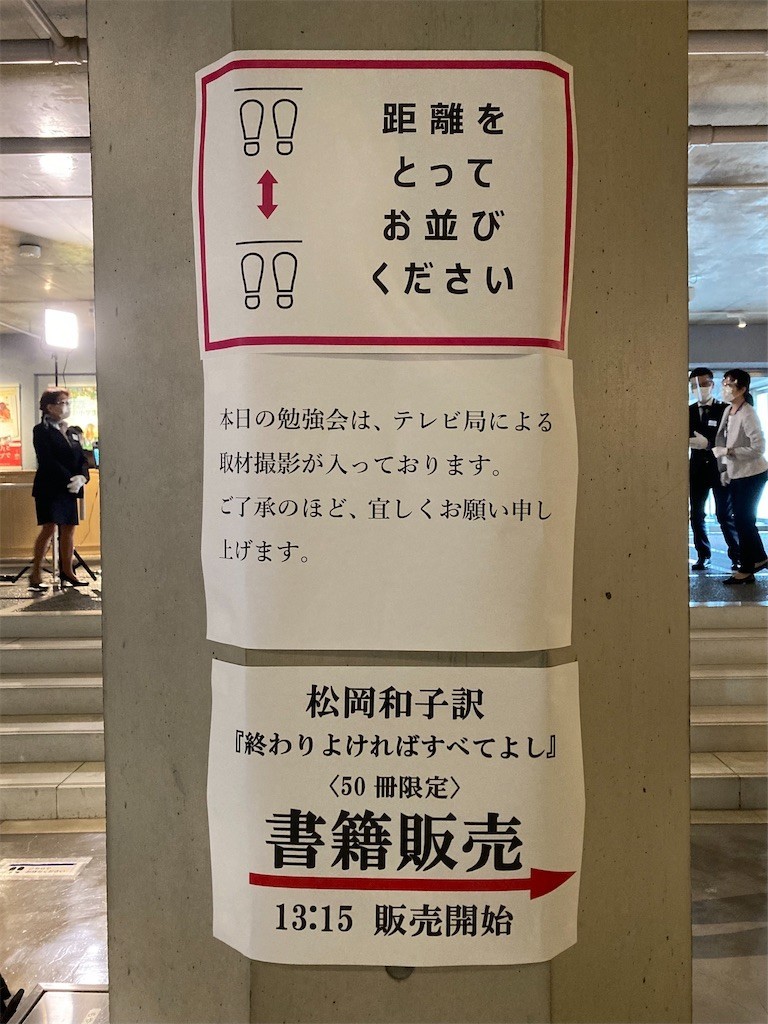 距離を
とって
お並び
ください
本日の勉強会は、テレビ局による
取材撮影が入っております。
ご了承のほど、宜しくお願い申し
上げます。
松岡和子訳
『終わりよければすべてよし』
〈50 冊限定〉
書籍販売
13:15 販売開始